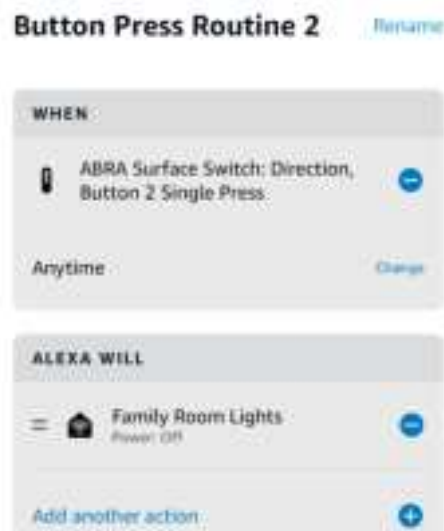 Button Press Routine 2
Rename
WHEN
ABRA Surface Switch: Direction,
Button 2 Single Press
Anytime
Change
ALEXA WILL
Family Room Lights
Power: Off
Add another action